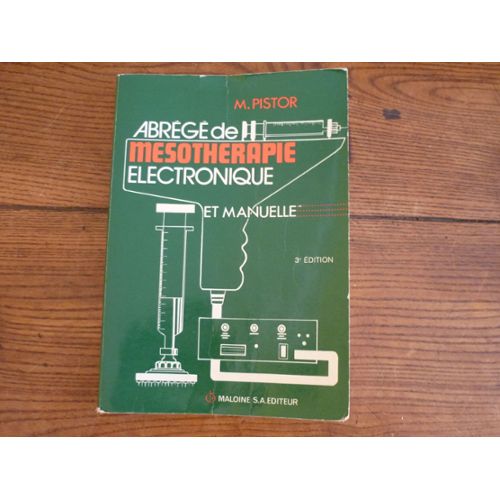 M. PISTOR
ABRÉGÉ de
MESOTHERAPIE
ELECTRONIQUE
ET MANUELLE
3e ÉDITION
MALOINE S.A. EDITEUR